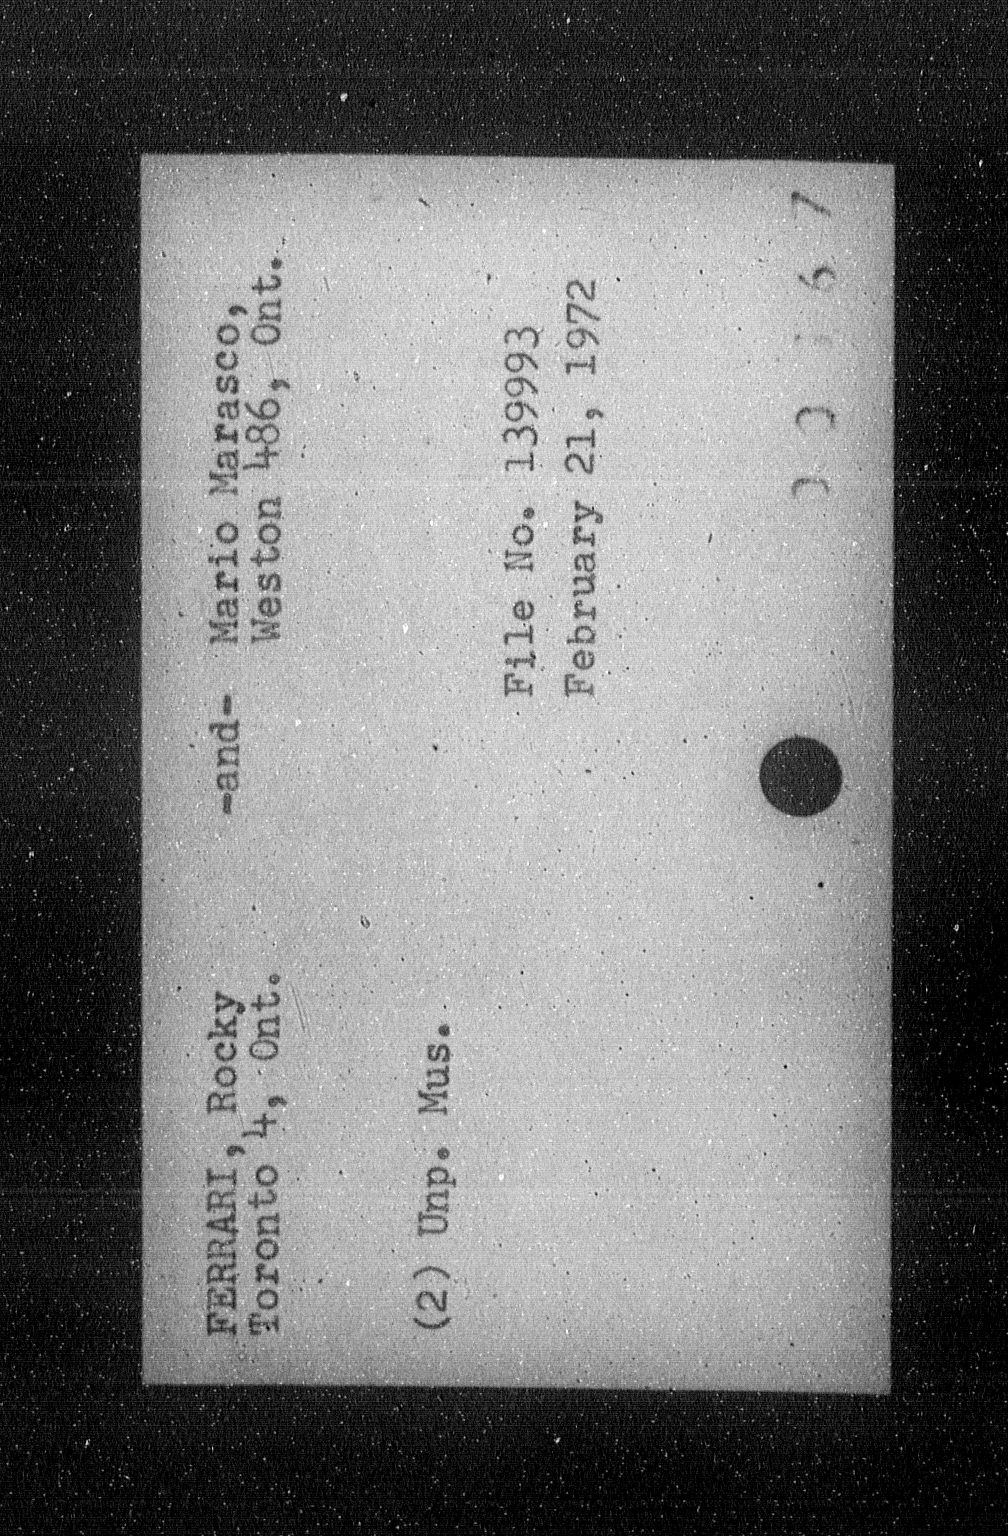 FERRARI, Rocky -and- Mario Marasco,
Toronto 4, Ont. Weston 486, Ont.
(2) Unp. Mus.
File No. 139993
February 21, 1972